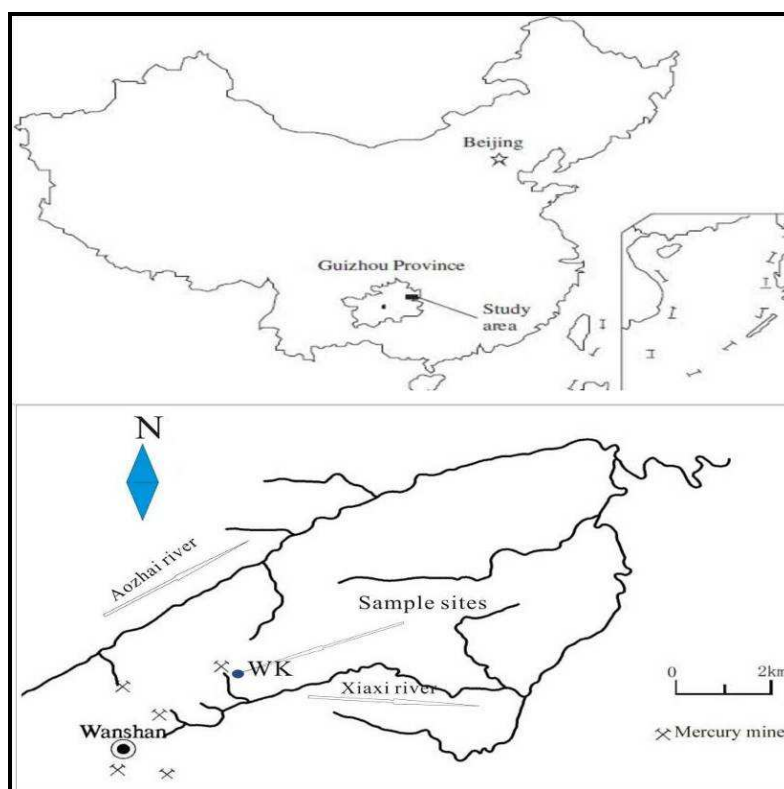 Beijing
Guizhou Province
Study
area
N
Aozhai river
Sample sites
WK
Xiaxi river
0 2km
Wanshan
Mercury mine